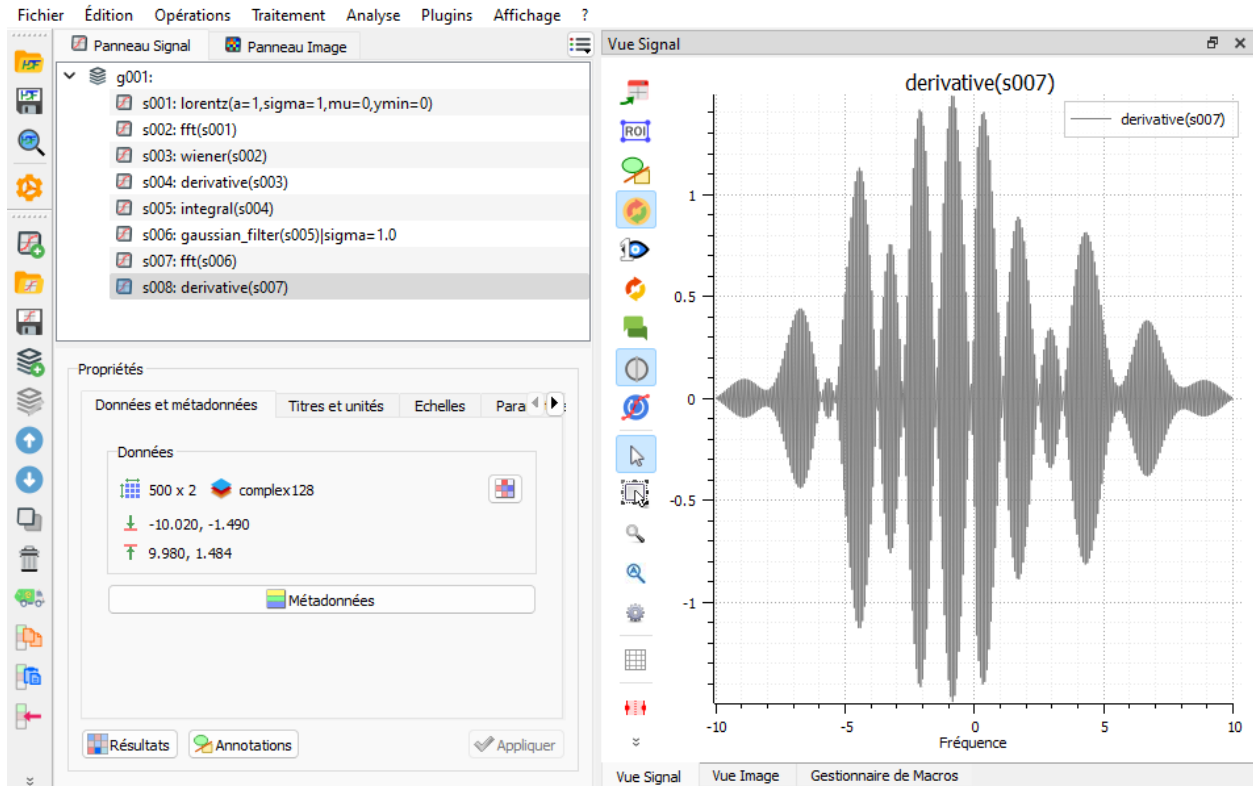 Fichier Édition Opérations Traitement Analyse Plugins Affichage ?
Panneau Signal Panneau Image
g001:
s001: lorentz(a=1,sigma=1,mu=0,ymin=0)
s002: fft(s001)
s003: wiener(s002)
s004: derivative(s003)
s005: integral(s004)
s006: gaussian_filter(s005)|sigma=1.0
s007: fft(s006)
s008: derivative(s007)
Propriétés
Données et métadonnées Titres et unités Echelles Para
Données
500 x 2 complex128
-10.020, -1.490
9.980, 1.484
Métadonnées
Résultats Annotations Appliquer
Vue Signal
HDF
HDF
ROI
1
derivative(s007)
derivative(s007)
1
0.5
0
-0.5
-1
-10 -5 0 5 10
Fréquence
Vue Signal Vue Image Gestionnaire de Macros